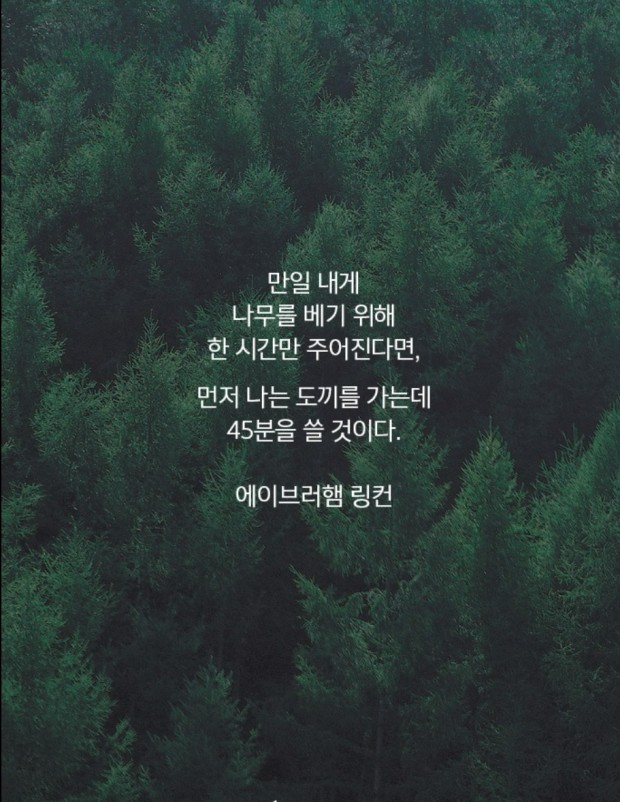 만일 내게
나무를 베기 위해
한 시간만 주어진다면,
먼저 나는 도끼를 가는데
45분을 쓸 것이다.
에이브러햄 링컨